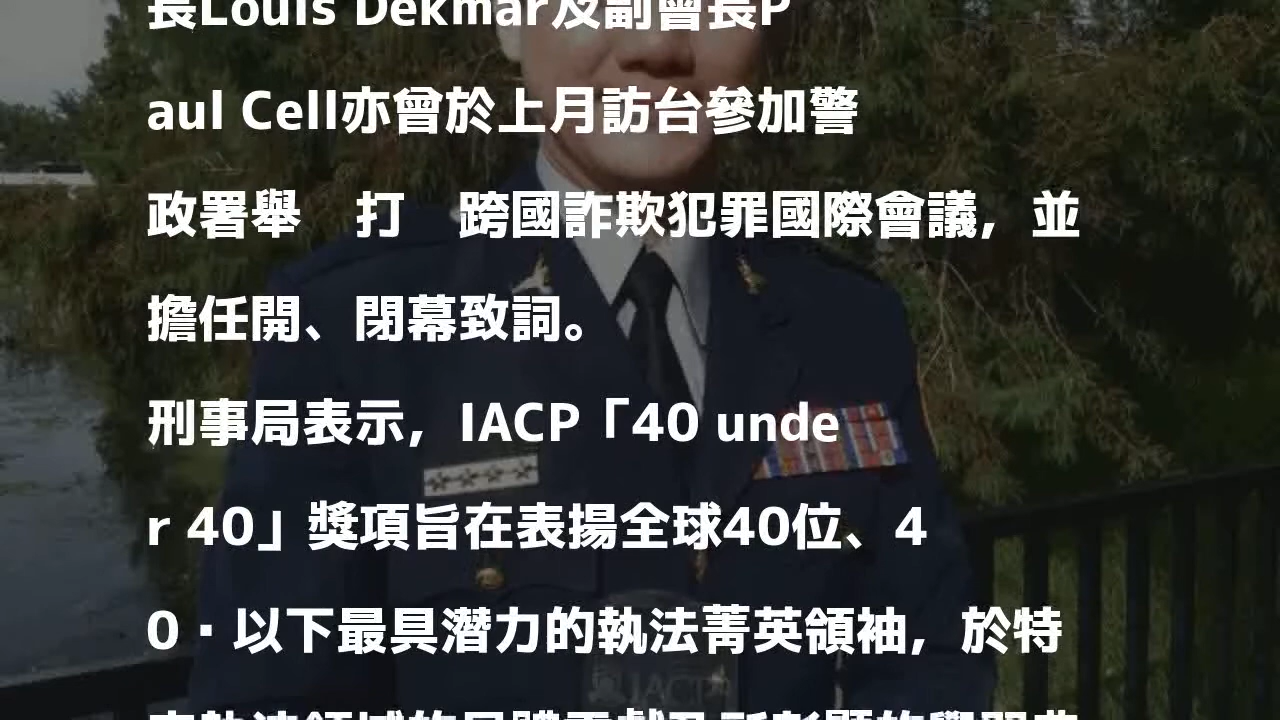 長Louis Dekmar及副會長P
aul Cell亦曾於上月訪台參加警
政署舉　打　跨國詐欺犯罪國際會議，並
擔任開、閉幕致詞。
刑事局表示，IACP「40 unde
r 40」獎項旨在表揚全球40位、4
0·以下最具潛力的執法菁英領袖，於特
IACP